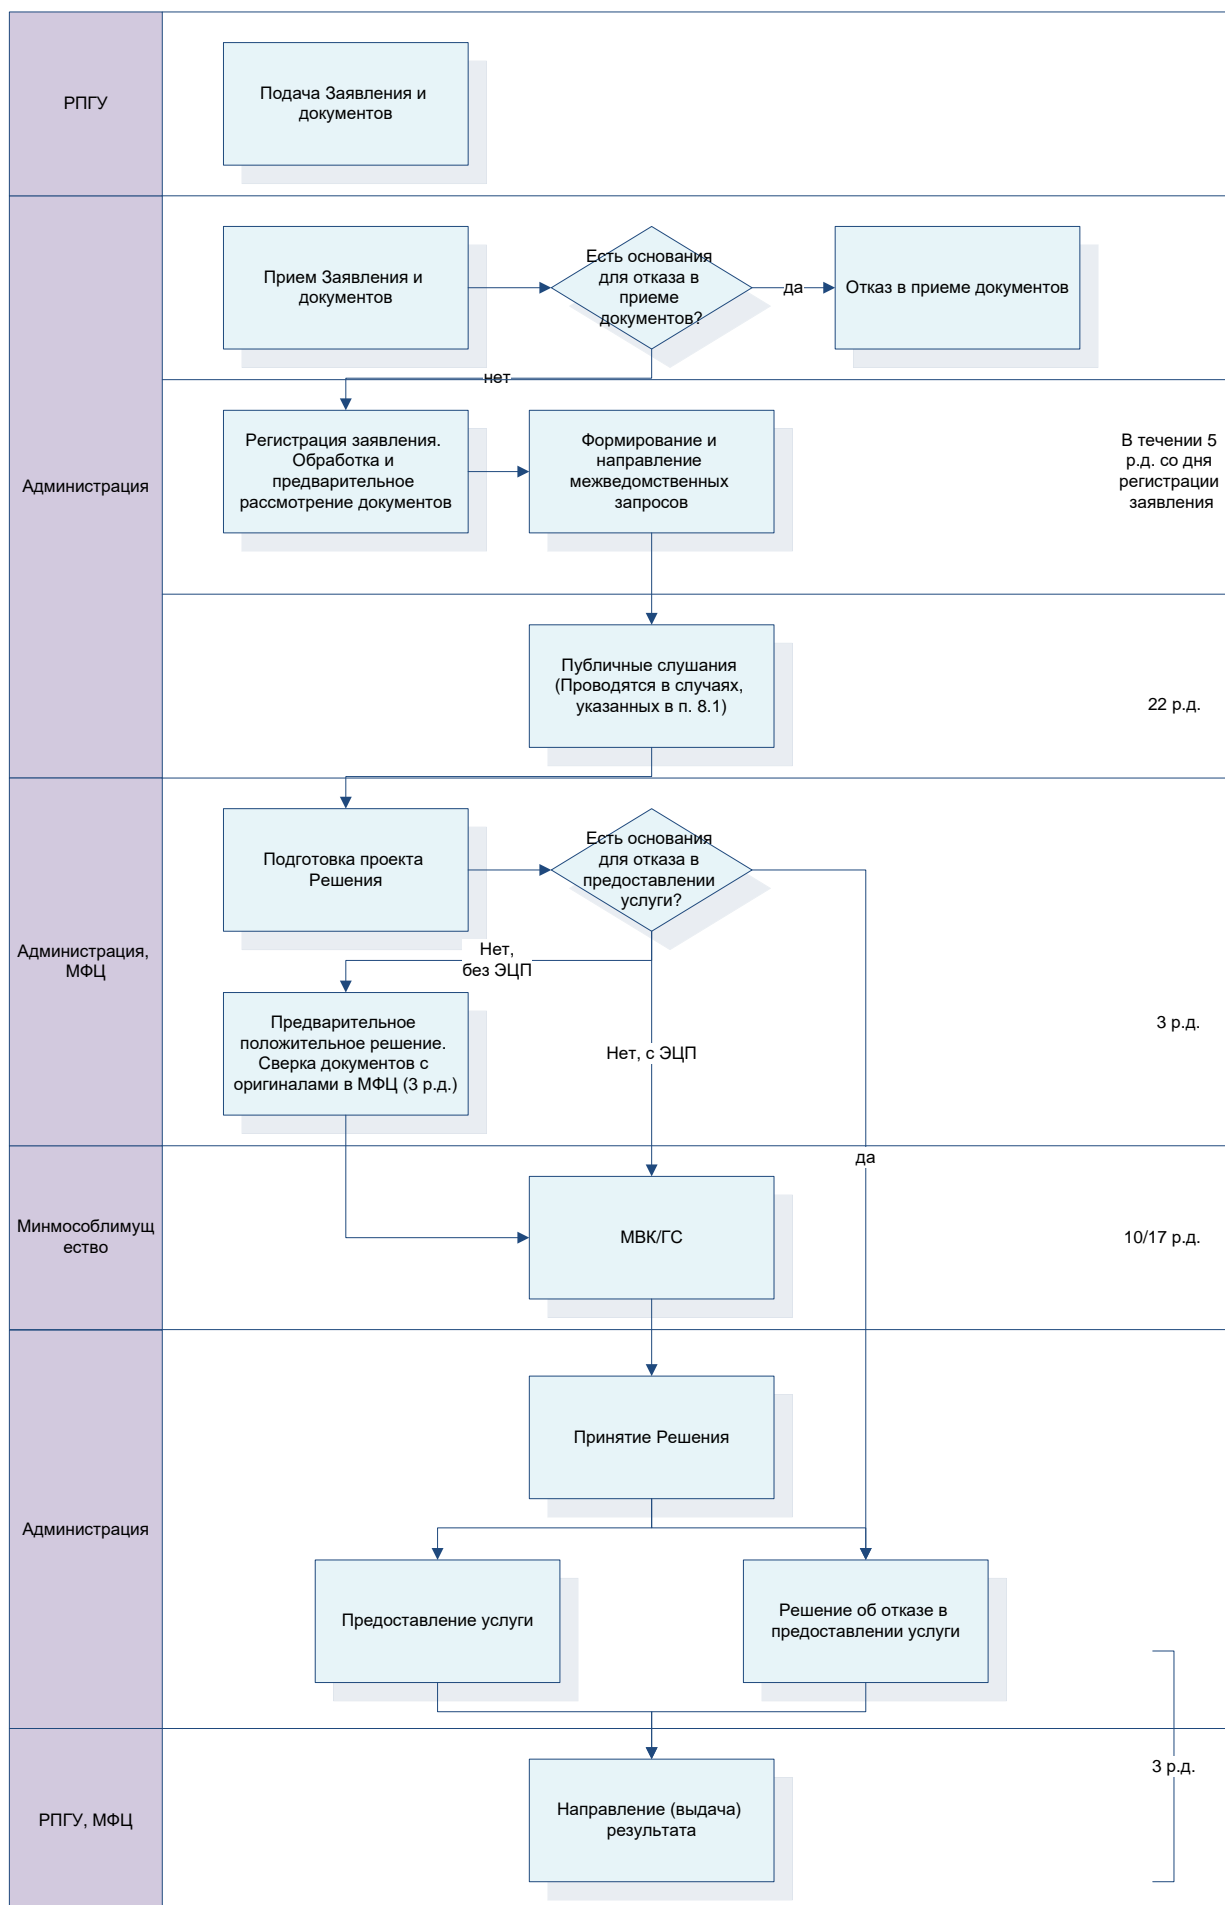 РПГУ
Подача Заявления и
документов
Администрация
Прием Заявления и
документов
Есть основания
для отказа в
приеме
документов?
да
Отказ в приеме документов
нет
Регистрация заявления.
Обработка и
предварительное
рассмотрение документов
Формирование и
направление
межведомственных
запросов
В течении 5
р.д. со дня
регистрации
заявления
Публичные слушания
(Проводятся в случаях,
указанных в п. 8.1)
22 р.д.
Администрация,
МФЦ
Подготовка проекта
Решения
Есть основания
для отказа в
предоставлении
услуги?
Нет,
без ЭЦП
Предварительное
положительное решение.
Сверка документов с
оригиналами в МФЦ (3 р.д.)
Нет, с ЭЦП
3 р.д.
да
Минмособлимущ
ество
МВК/ГС
10/17 р.д.
Администрация
Принятие Решения
Предоставление услуги
Решение об отказе в
предоставлении услуги
3 р.д.
РПГУ, МФЦ
Направление (выдача)
результата